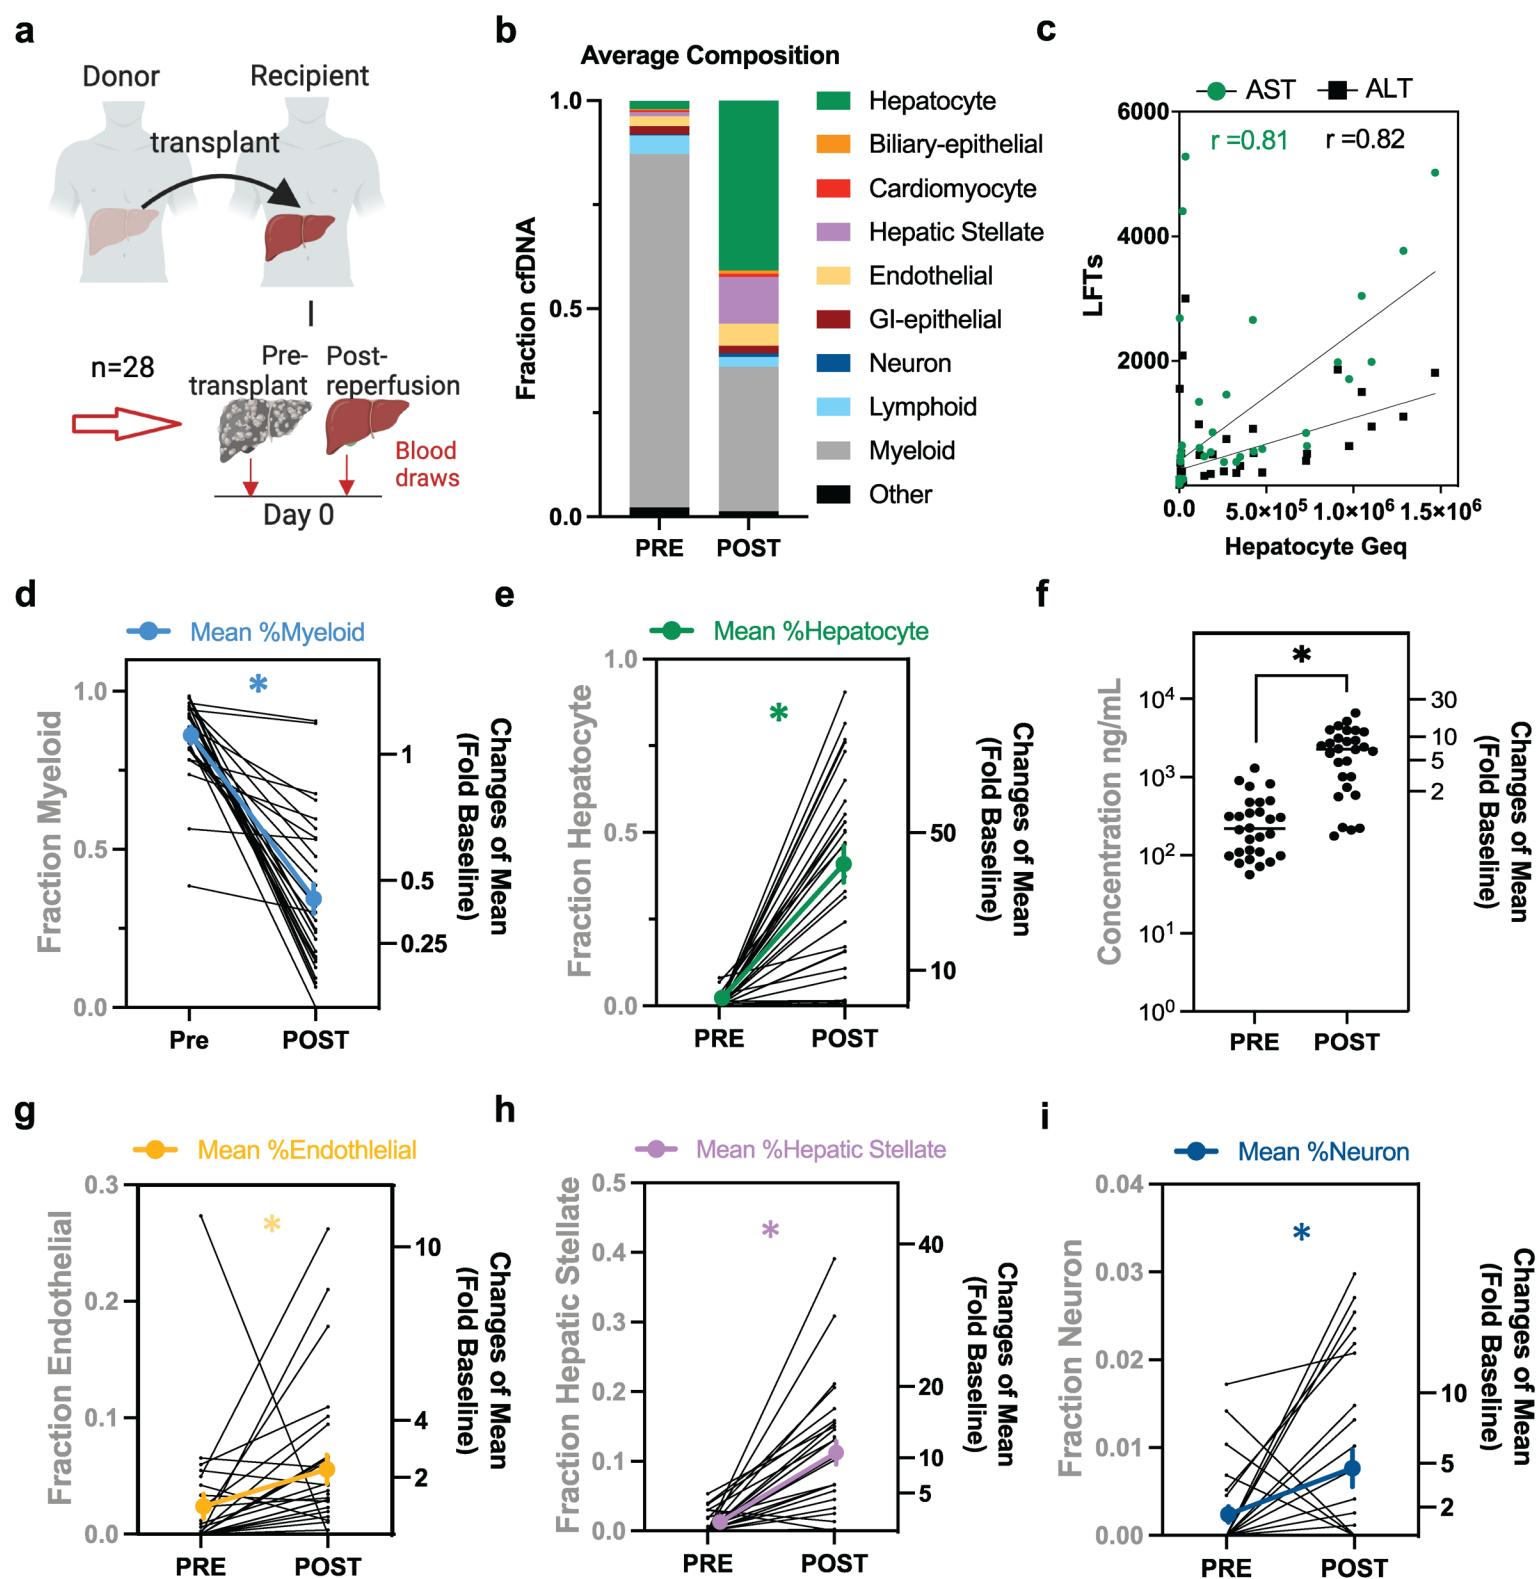 a
Donor
Recipient
transplant
n=28
Pre-
transplant
Post-
reperfusion
Blood
draws
Day 0
b
Average Composition
Fraction cfDNA
1.0
0.5
0.0
PRE
POST
Hepatocyte
Biliary-epithelial
Cardiomyocyte
Hepatic Stellate
Endothelial
GI-epithelial
Neuron
Lymphoid
Myeloid
Other
c
AST
ALT
r =0.81
r =0.82
LFTs
6000
4000
2000
0.0
5.0×10⁵
1.0×10⁶
1.5×10⁶
Hepatocyte Geq
d
Mean %Myeloid
*
Fraction Myeloid
1.0
0.5
0.0
1
0.5
0.25
Changes of Mean
(Fold Baseline)
Pre
POST
e
Mean %Hepatocyte
*
Fraction Hepatocyte
1.0
0.5
0.0
50
10
Changes of Mean
(Fold Baseline)
PRE
POST
f
*
Concentration ng/mL
10⁴
10³
10²
10¹
10⁰
30
10
5
2
Changes of Mean
(Fold Baseline)
PRE
POST
g
Mean %Endothlelial
*
Fraction Endothelial
0.3
0.2
0.1
0.0
10
4
2
Changes of Mean
(Fold Baseline)
PRE
POST
h
Mean %Hepatic Stellate
*
Fraction Hepatic Stellate
0.5
0.4
0.3
0.2
0.1
0.0
40
20
10
5
Changes of Mean
(Fold Baseline)
PRE
POST
i
Mean %Neuron
*
Fraction Neuron
0.04
0.03
0.02
0.01
0.00
10
5
2
Changes of Mean
(Fold Baseline)
PRE
POST